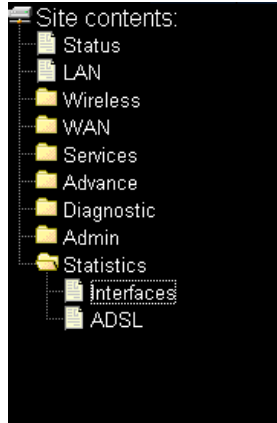 Site contents:
Status
LAN
Wireless
WAN
Services
Advance
Diagnostic
Admin
Statistics
Interfaces
ADSL